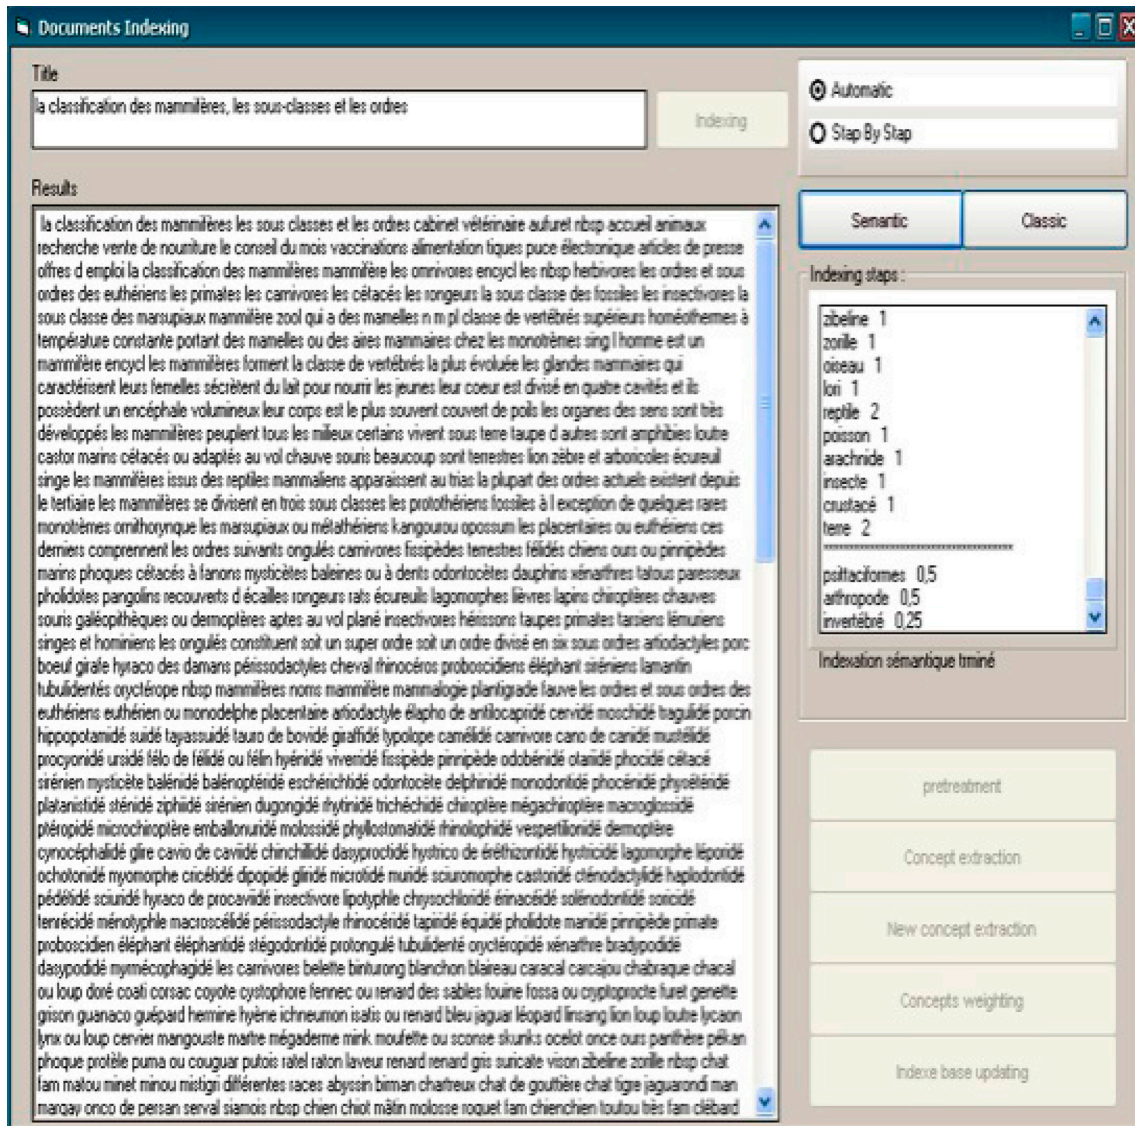 Documents Indexing
Title
la classification des mammifères, les sous-classes et les ordres
Indexing
Automatic
Stap By Stap
Results
la classification des mammifères les sous classes et les ordres cabinet vétérinaire aufuret nbsp accueil animaux
recherche vente de nourriture le conseil du mois vaccinations alimentation tiques puce électronique articles de presse
offres d emploi la classification des mammifères mammifère les omnivores encycl les nbsp herbivores les ordres et sous
ordres des euthériens les primates les carnivores les cétacés les rongeurs la sous classe des fossiles les insectivores la
sous classe des marsupiaux mammifère zool qui a des mamelles n m pl classe de vertébrés supérieurs homéothermes à
température constante portant des mamelles ou des aires mammaires chez les monotrèmes sing l homme est un
mammifère encycl les mammifères forment la classe de vertébrés la plus évoluée les glandes mammaires qui
caractérisent leurs femelles sécrètent du lait pour nourrir les jeunes leur coeur est divisé en quatre cavités et ils
possèdent un encéphale volumineux leur corps est le plus souvent couvert de poils les organes des sens sont très
développés les mammifères peuplent tous les milieux certains vivent sous terre taupe d autres sont amphibies loutre
castor marins cétacés ou adaptés au vol chauve souris beaucoup sont terrestres lion zèbre et arboricoles écureuil
singe les mammifères issus des reptiles mammaliens apparaissent au trias la plupart des ordres actuels existent depuis
le tertiaire les mammifères se divisent en trois sous classes les protothériens fossiles à l exception de quelques rares
monotrèmes ornithorynque les marsupiaux ou métathériens kangourou opossum les placentaires ou euthériens ces
derniers comprennent les ordres suivants ongulés carnivores fissipèdes terrestres félidés chiens ours ou pinnipèdes
marins phoques cétacés à fanons mysticètes baleines ou à dents odontocètes dauphins xénarthres tatous paresseux
pholidotes pangolins recouverts d écailles rongeurs rats écureuils lagomorphes lièvres lapins chiroptères chauves
souris galéopithèques ou dermoptères aptes au vol plané insectivores hérissons taupes primates tarsiens lémuriens
singes et hominiens les ongulés constituent soit un super ordre soit un ordre divisé en six sous ordres artiodactyles porc
boeuf girafe hyraco des damans périssodactyles cheval rhinocéros proboscidiens éléphant siréniens lamantin
tubulidentés oryctérope nbsp mammifères noms mammifère mammalogie plantigrade fauve les ordres et sous ordres des
euthériens euthérien ou monodelphe placentaire artiodactyle élapho de antilocapridé cervidé moschidé tragulidé porcin
hippopotamidé suidé tayassuidé tauro de bovidé giraffidé typolope camélidé carnivore cano de canidé mustélidé
procyonidé ursidé félo de félidé ou félin hyénidé viverridé fissipède pinnipède odobénidé otariidé phocidé cétacé
sirénien mysticète balénidé balénoptéridé eschérichtidé odontocète delphinidé monodontidé phocénidé physétéridé
platanistidé sténidé ziphiidé sirénien dugongidé rhytinidé trichéchidé chiroptère mégachiroptère macroglossidé
ptéropidé microchiroptère emballonuridé molossidé phyllostomatidé rhinolophidé vespertilionidé dermoptère
cynocéphalidé glire cavio de caviidé chinchillidé dasyproctidé hystrico de éréthizontidé hystricidé lagomorphe léporidé
ochotonidé myomorphe cricétidé dipopidé gliridé microtidé muridé sciuromorphe castoridé cténodactylidé haplodontidé
pédétidé sciuridé hyraco de procavidé insectivore lipotyphle chrysochloridé érinacéidé solénodontidé soricidé
tenrécidé ménotyphle macroscélidé périssodactyle rhinocéridé tapiridé équidé pholidote manidé pinnipède primate
proboscidien éléphant éléphantidé stégodontidé protongulé tubulidenté oryctéropidé xénarthre bradypodidé
dasypodidé myrmécophagidé les carnivores belette binturong blanchon blaireau caracal carcajou chabraque chacal
ou loup doré coati corsac coyote cystophore fennec ou renard des sables fouine fossa ou cryptoprocte furet genette
grison guanaco guépard hermine hyène ichneumon isatis ou renard bleu jaguar léopard linsang lion loup loutre lycaon
lynx ou loup cervier mangouste martre mégaderme mink moufette ou sconse skunks ocelot once ours panthère pékan
phoque protèle puma ou couguar putois ratel raton laveur renard renard gris suricate vison zibeline zorille nbsp chat
fam matou minet minou mistigri différentes races abyssin birman chartreux chat de gouttière chat tigre jaguarondi man
margay onco de persan serval siamois nbsp chien chiot mâtin molosse roquet fam chienchien toutou très fam clébard
Semantic
Classic
Indexing staps :
zibeline 1
zorille 1
oiseau 1
lori 1
reptile 2
poisson 1
arachnide 1
insecte 1
crustacé 1
terre 2
psittaciformes 0,5
arthropode 0,5
invertébré 0,25
Indexation sémantique trminé
pretreatment
Concept extraction
New concept extraction
Concepts weighting
Indexe base updating